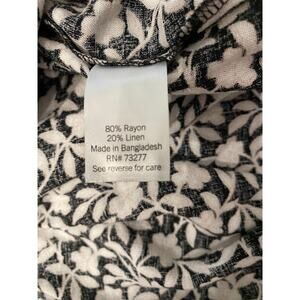 80% Rayon
20% Linen
Made in Bangladesh
RN# 73277
See reverse for care